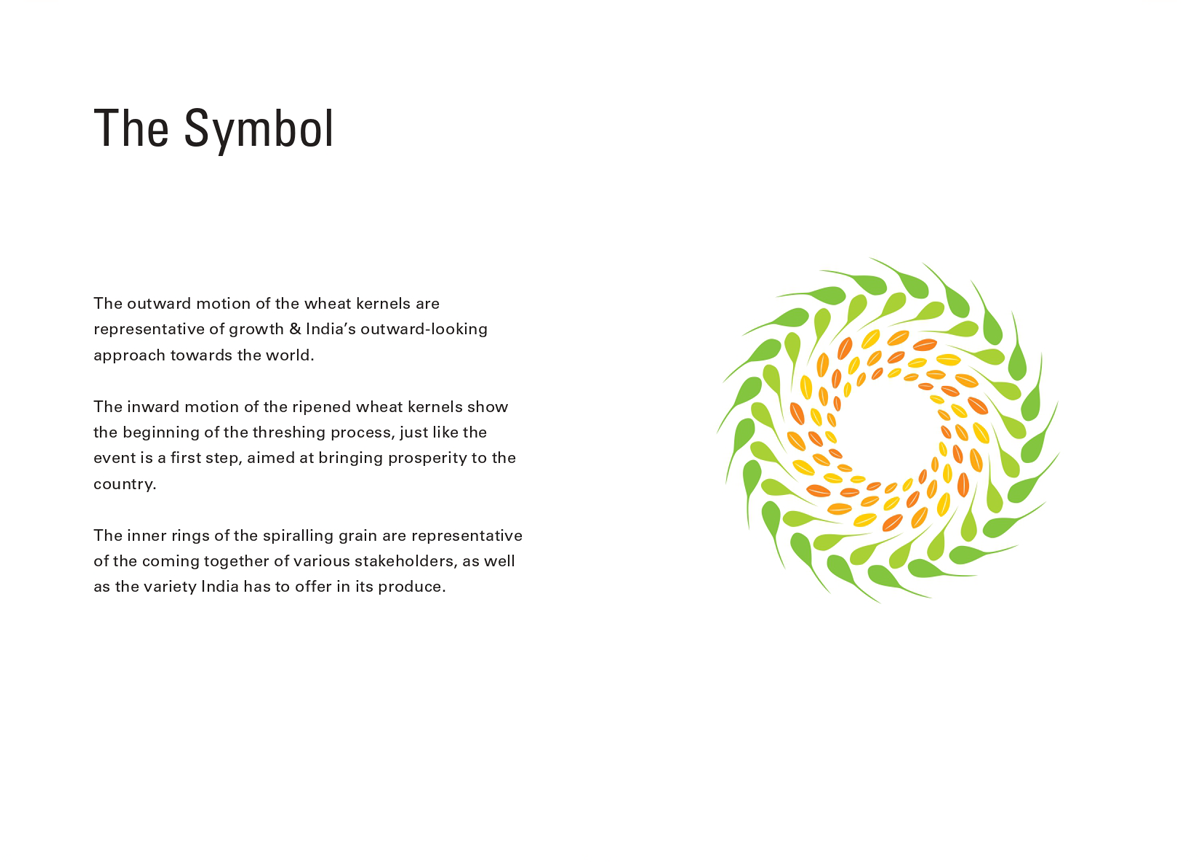 The Symbol
The outward motion of the wheat kernels are
representative of growth & India’s outward-looking
approach towards the world.
The inward motion of the ripened wheat kernels show
the beginning of the threshing process, just like the
event is a first step, aimed at bringing prosperity to the
country.
The inner rings of the spiralling grain are representative
of the coming together of various stakeholders, as well
as the variety India has to offer in its produce.